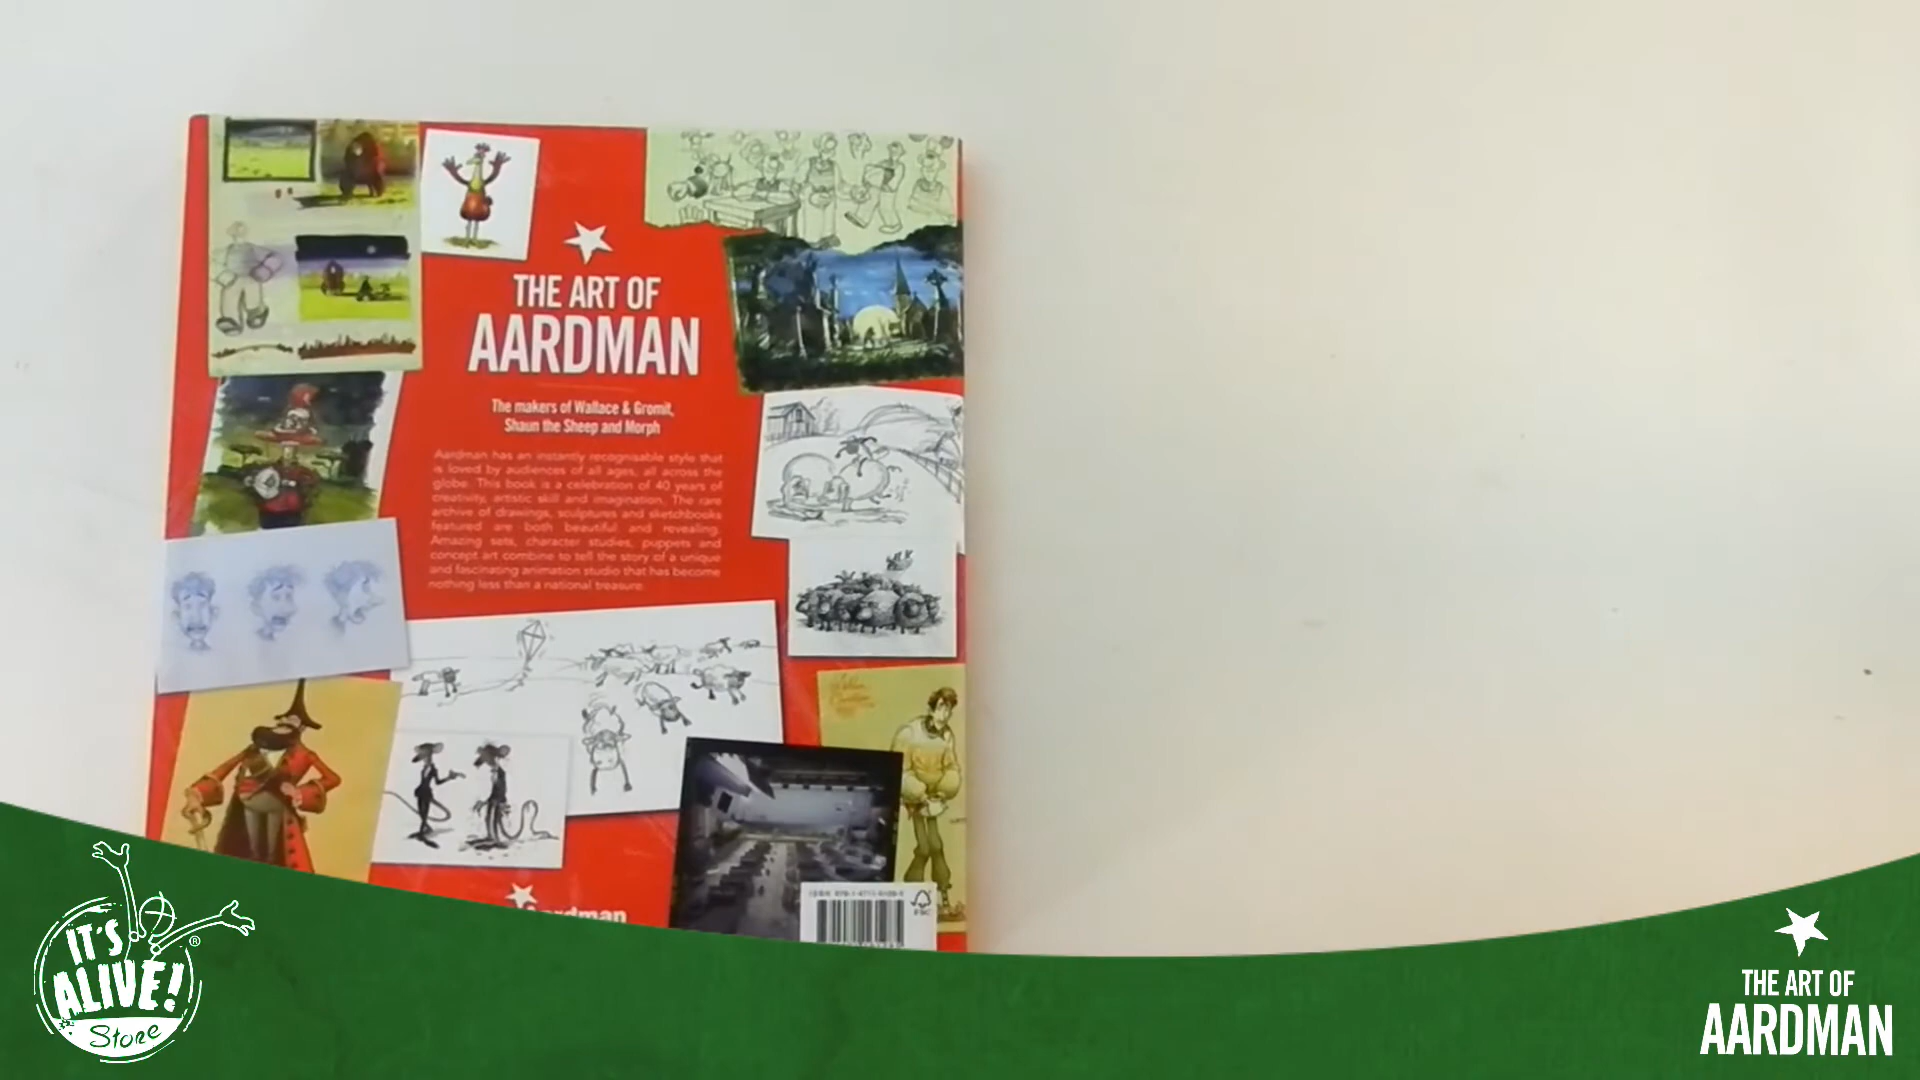 THE ART OF
AARDMAN
The makers of Wallace & Gromit,
Shaun the Sheep and Morph
Aardman has an instantly recognisable style that
is loved by audiences of all ages, all across the
globe. This book is a celebration of 40 years of
creativity, artistic skill and imagination. The rare
archive of drawings, sculptures and sketchbooks
featured are both beautiful and revealing.
Amazing sets, character studies, puppets and
concept art combine to tell the story of a unique
and fascinating animation studio that has become
nothing less than a national treasure.
FSC
IT'S
ALIVE!
®
Store
THE ART OF
AARDMAN